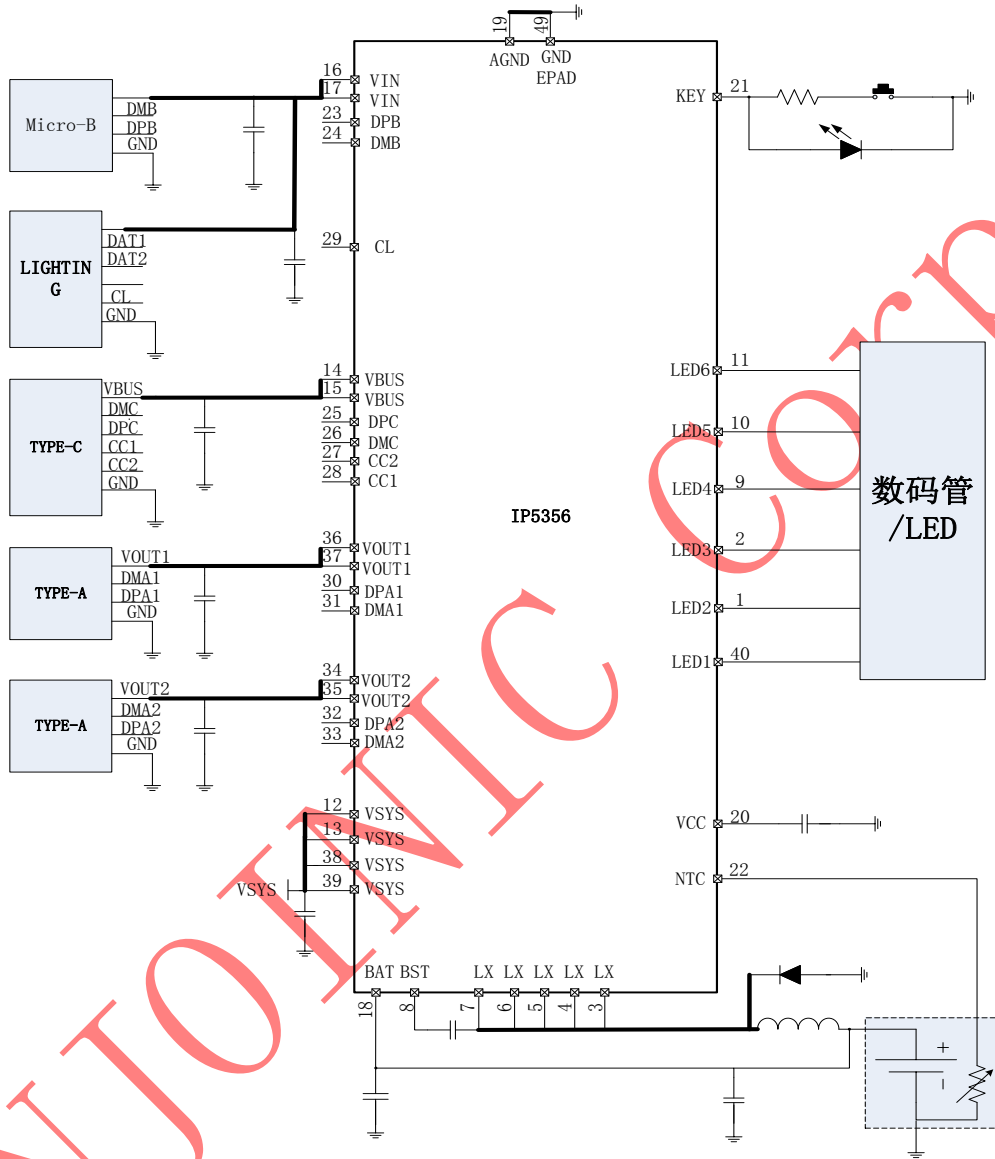 19
49
AGND
GND
EPAD
Micro-B
DMB
DPB
GND
16
VIN
17
VIN
23
DPB
24
DMB
21
KEY
LIGHTIN
G
DAT1
DAT2
CL
GND
29
CL
TYPE-C
VBUS
DMC
DPC
CC1
CC2
GND
14
VBUS
15
VBUS
25
DPC
26
DMC
27
CC2
28
CC1
IP5356
LED6
11
LED5
10
LED4
9
LED3
2
LED2
1
LED1
40
数码管
/LED
TYPE-A
VOUT1
DMA1
DPA1
GND
36
VOUT1
37
VOUT1
30
DPA1
31
DMA1
TYPE-A
VOUT2
DMA2
DPA2
GND
34
VOUT2
35
VOUT2
32
DPA2
33
DMA2
12
VSYS
13
VSYS
38
VSYS
39
VSYS
VSYS
VCC
20
NTC
22
BAT
BST
LX
LX
LX
LX
LX
18
8
7
6
5
4
3
+
-
NJOINIC Corp